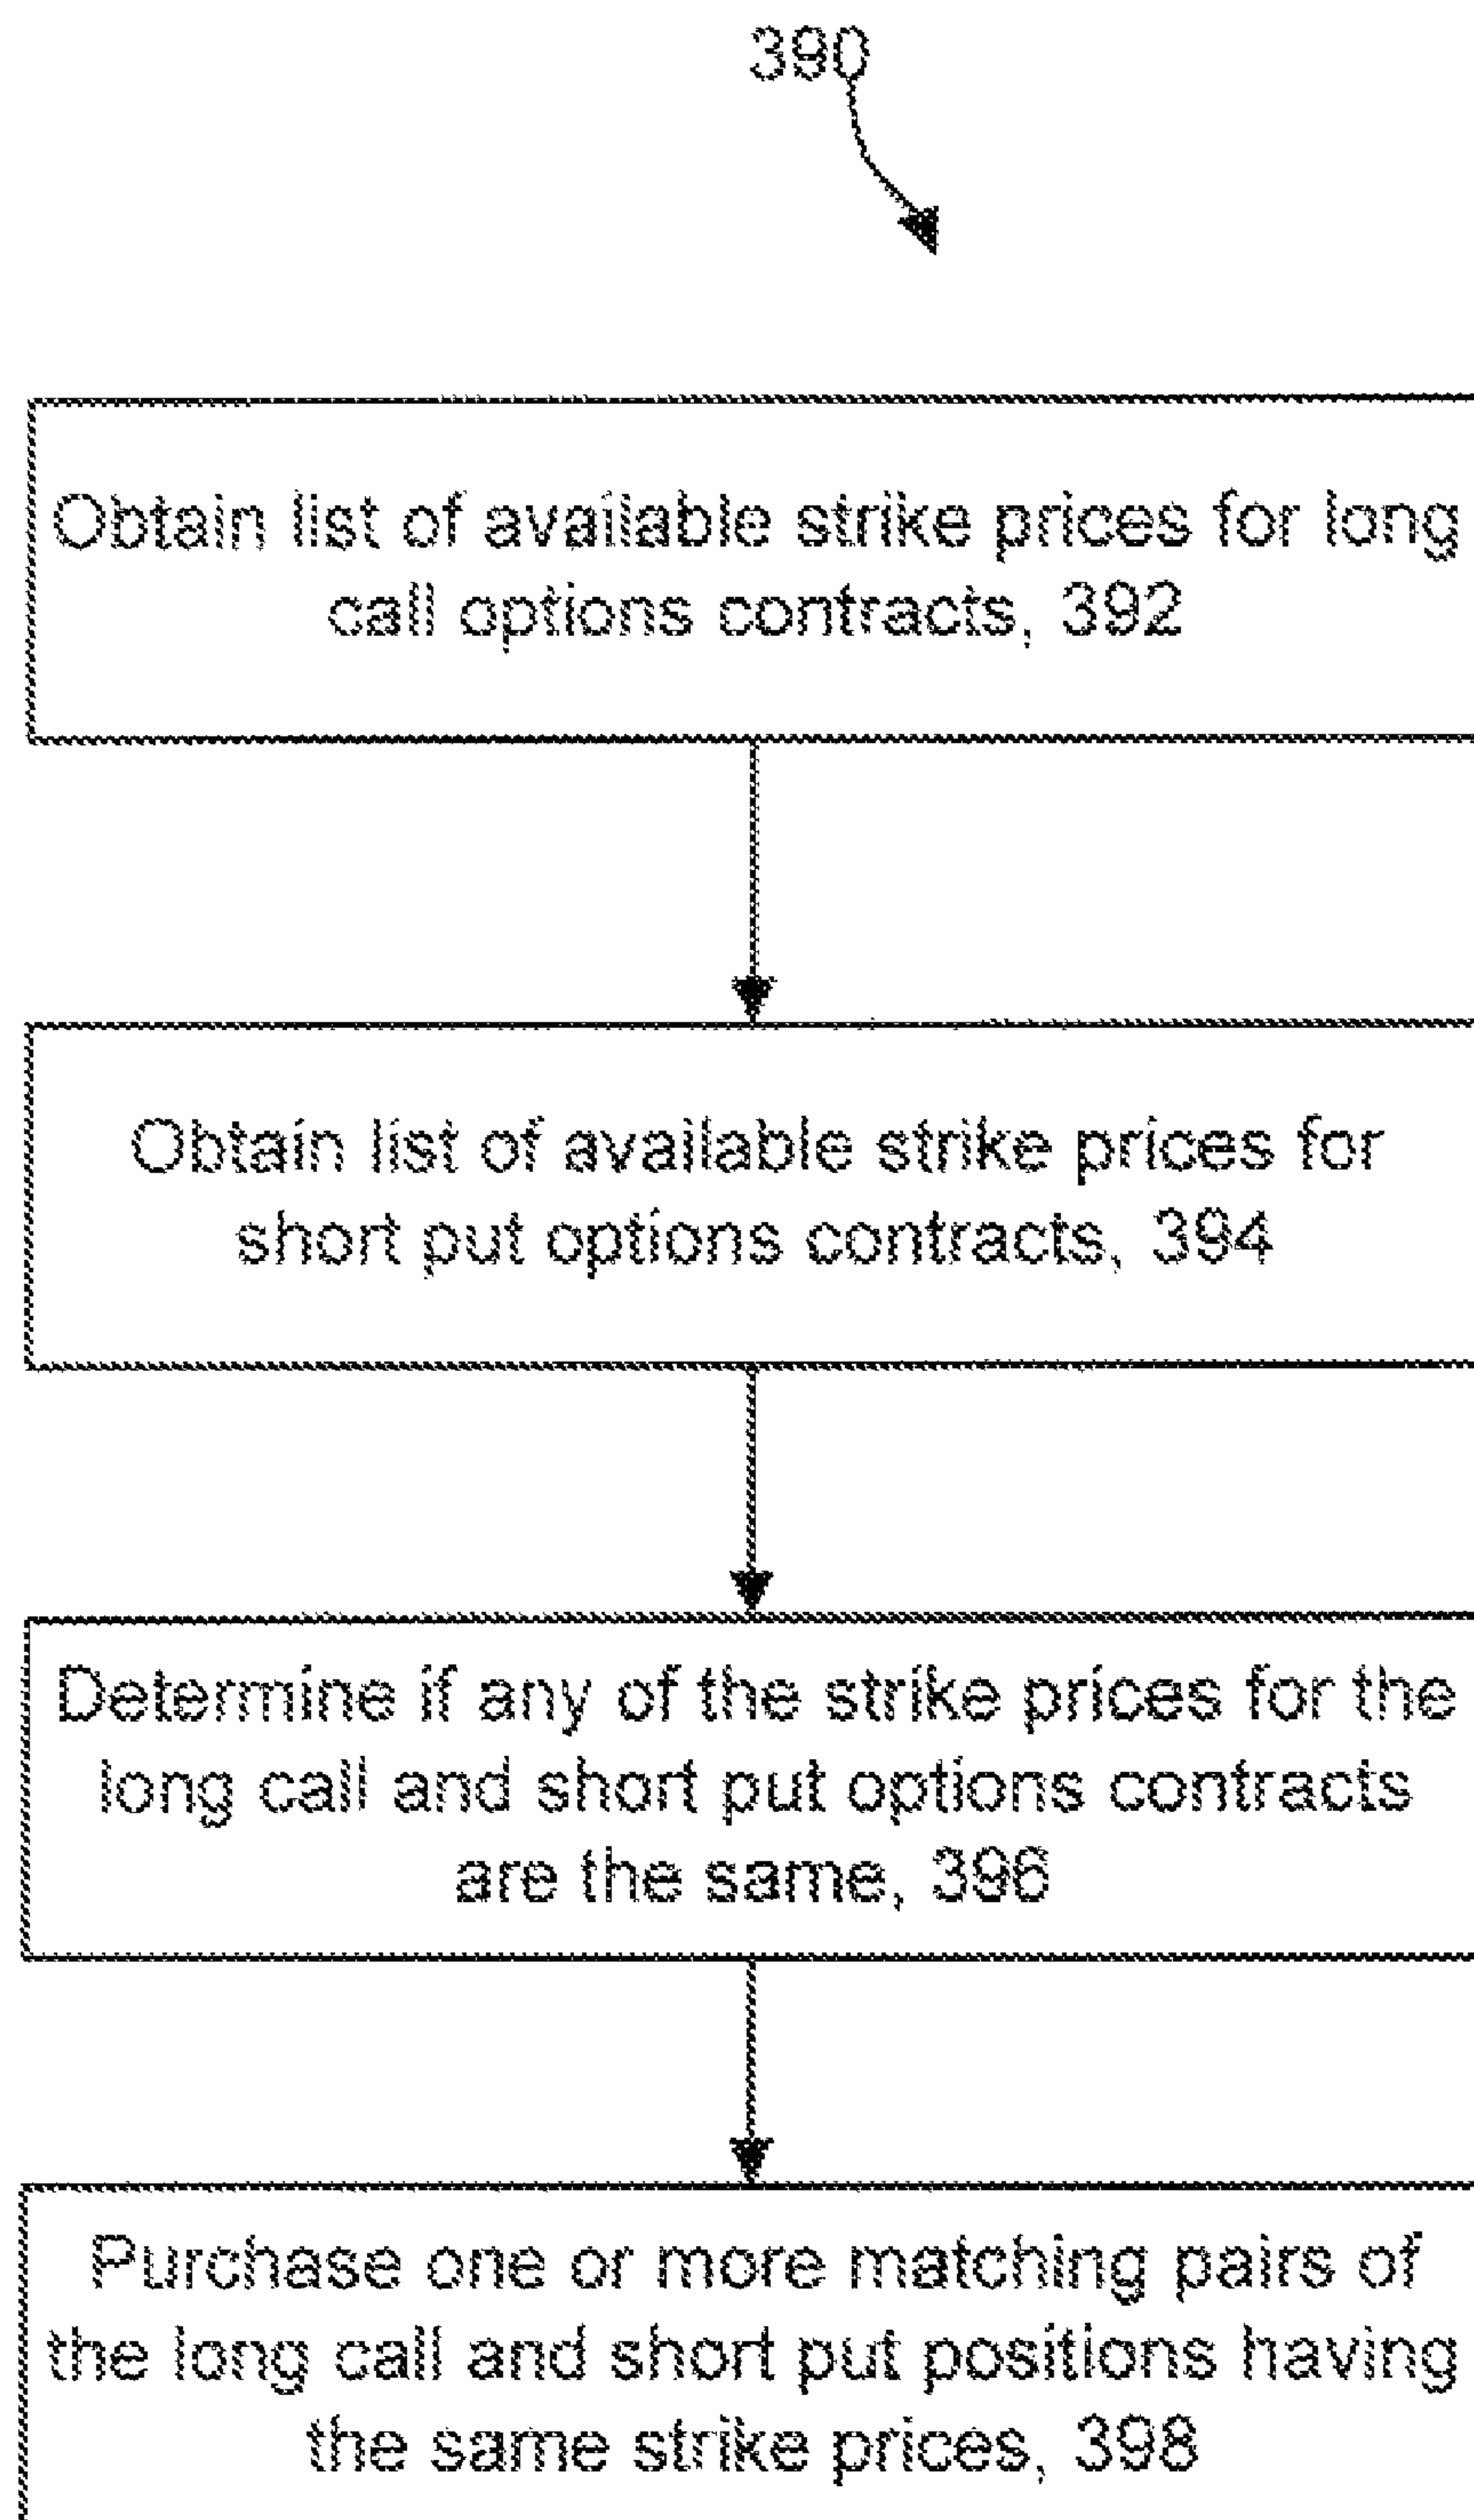 390
Obtain list of available strike prices for long
call options contracts, 392
Obtain list of available strike prices for
short put options contracts, 394
Determine if any of the strike prices for the
long call and short put options contracts
are the same, 396
Purchase one or more matching pairs of
the long call and short put positions having
the same strike prices, 398